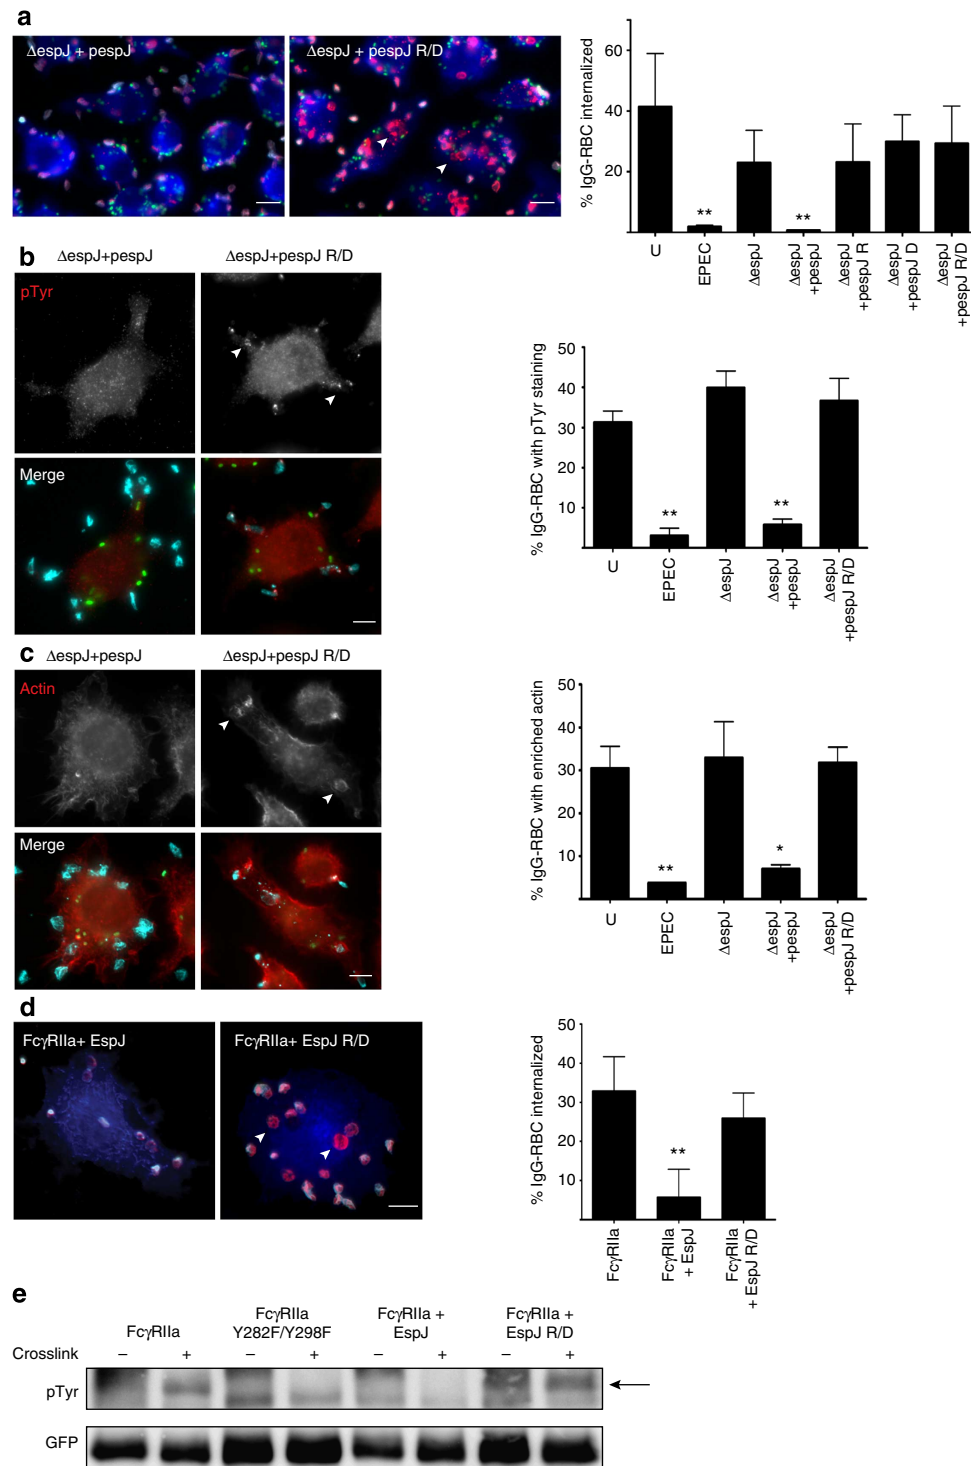 a
ΔespJ + pespJ
ΔespJ + pespJ R/D
% IgG-RBC internalized
60
40
20
U
EPEC
ΔespJ
ΔespJ
+pespJ
ΔespJ
+pespJ R
ΔespJ
+pespJ D
ΔespJ
+pespJ R/D
**
**
b
ΔespJ+pespJ
ΔespJ+pespJ R/D
pTyr
Merge
% IgG-RBC with pTyr staining
50
40
30
20
10
**
**
U
EPEC
ΔespJ
ΔespJ
+pespJ
ΔespJ
+pespJ R/D
c
ΔespJ+pespJ
ΔespJ+pespJ R/D
Actin
Merge
% IgG-RBC with enriched actin
50
40
30
20
10
**
*
U
EPEC
ΔespJ
ΔespJ
+pespJ
ΔespJ
+pespJ R/D
d
FcγRIIa+ EspJ
FcγRIIa+ EspJ R/D
% IgG-RBC internalized
50
40
30
20
10
**
FcγRIIa
FcγRIIa
+ EspJ
FcγRIIa
+ EspJ R/D
e
FcγRIIa
FcγRIIa
Y282F/Y298F
FcγRIIa +
EspJ
FcγRIIa +
EspJ R/D
Crosslink – + – + – + – +
pTyr
GFP